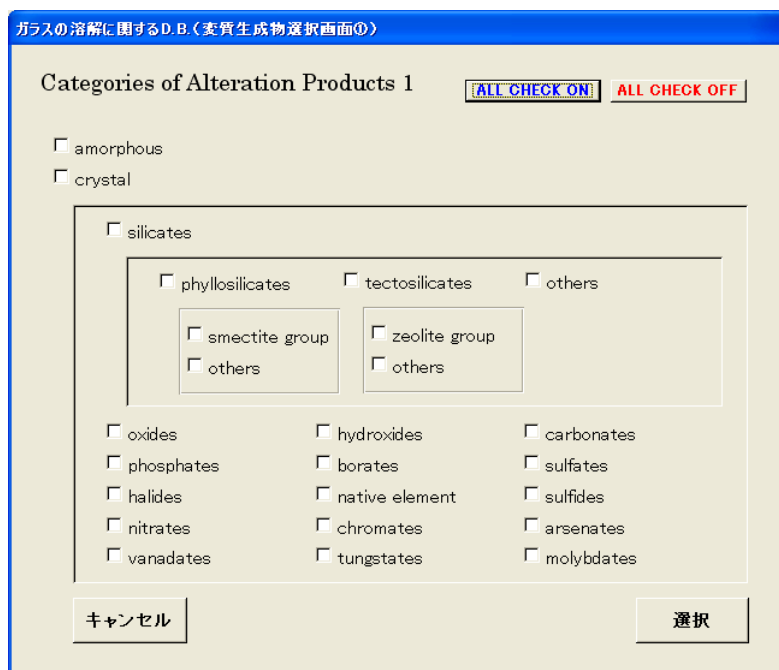 ガラスの溶解に関するD.B.(変質生成物選択画面①)
Categories of Alteration Products 1
ALL CHECK ON ALL CHECK OFF
amorphous
crystal
silicates
phyllosilicates tectosilicates others
smectite group zeolite group
others others
oxides hydroxides carbonates
phosphates borates sulfates
halides native element sulfides
nitrates chromates arsenates
vanadates tungstates molybdates
キャンセル 選択